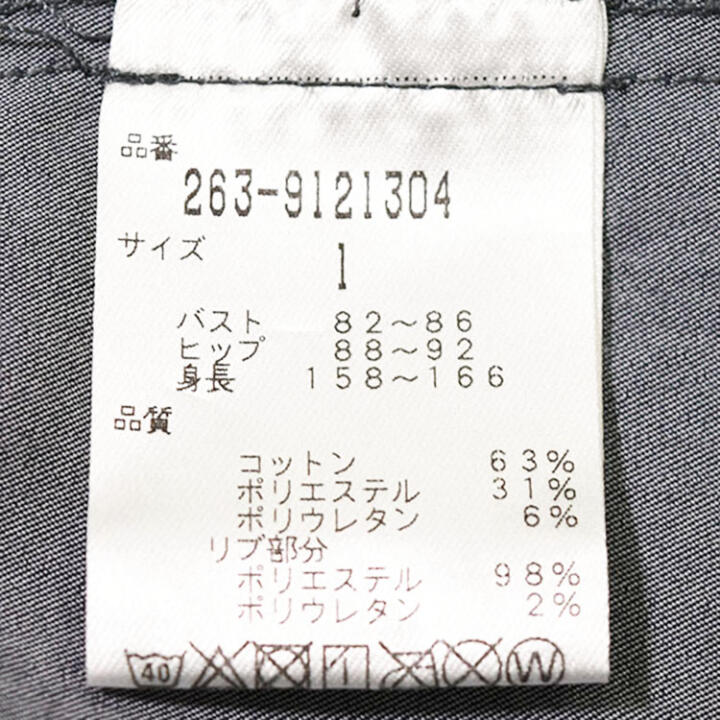 品番
263-9121304
サイズ
1
バスト 82～86
ヒップ 88～92
身長 158～166
品質
コットン 63%
ポリエステル 31%
ポリウレタン 6%
リブ部分
ポリエステル 98%
ポリウレタン 2%
40 W